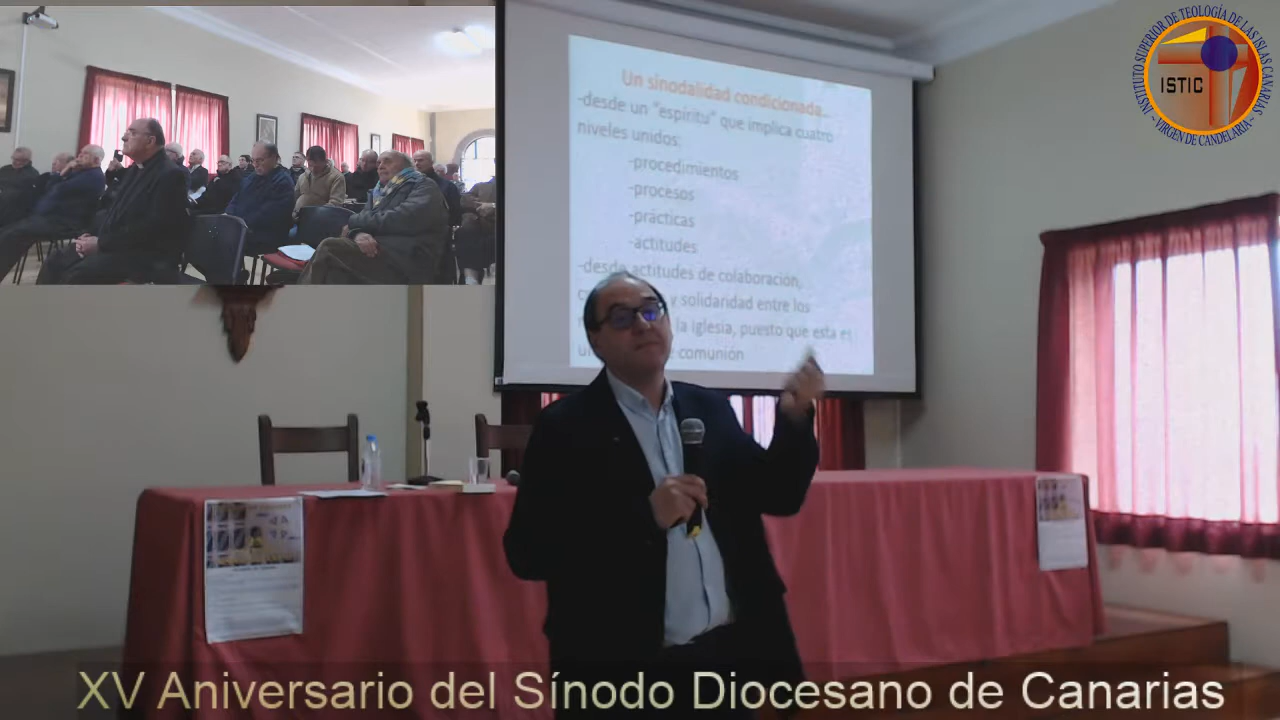 INSTITUTO SUPERIOR DE TEOLOGÍA DE LAS ISLAS CANARIAS
ISTIC
~ VIRGEN DE CANDELARIA ~
Un sinodalidad condicionada...
-desde un "espíritu" que implica cuatro
niveles unidos:
-procedimientos
-procesos
-prácticas
-actitudes
-desde actitudes de colaboración,
y solidaridad entre los
la iglesia, puesto que esta es
comunión
XV Aniversario del Sínodo Diocesano de Canarias